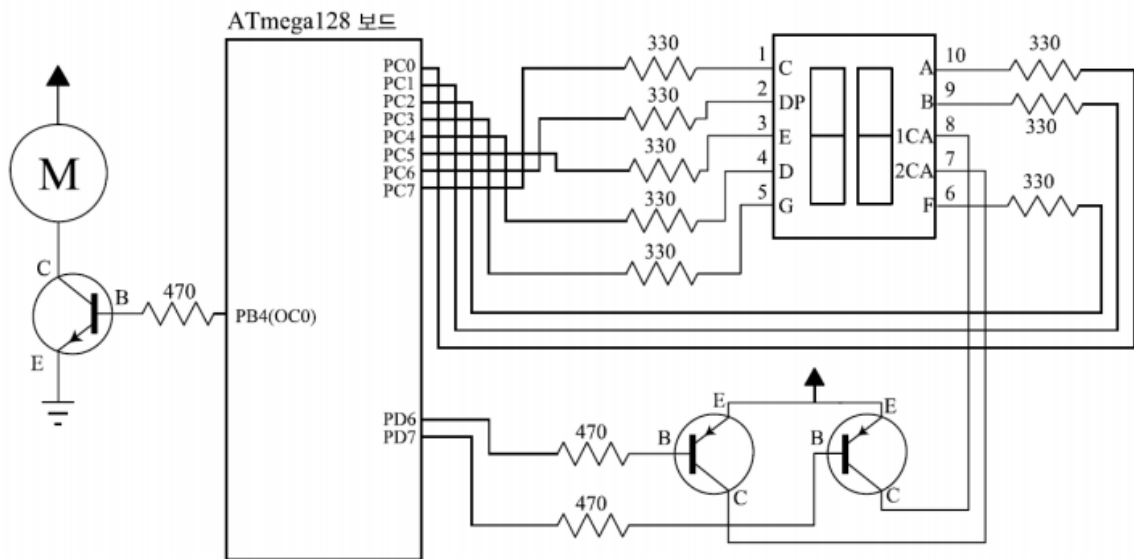 ATmega128 보드
PC0
PC1
PC2
PC3
PC4
PC5
PC6
PC7
PB4(OC0)
PD6
PD7
M
C
B
E
470
330
330
330
330
330
1
2
3
4
5
C
DP
E
D
G
A
B
1CA
2CA
F
10
9
8
7
6
330
330
330
470
470
B
E
C
B
E
C